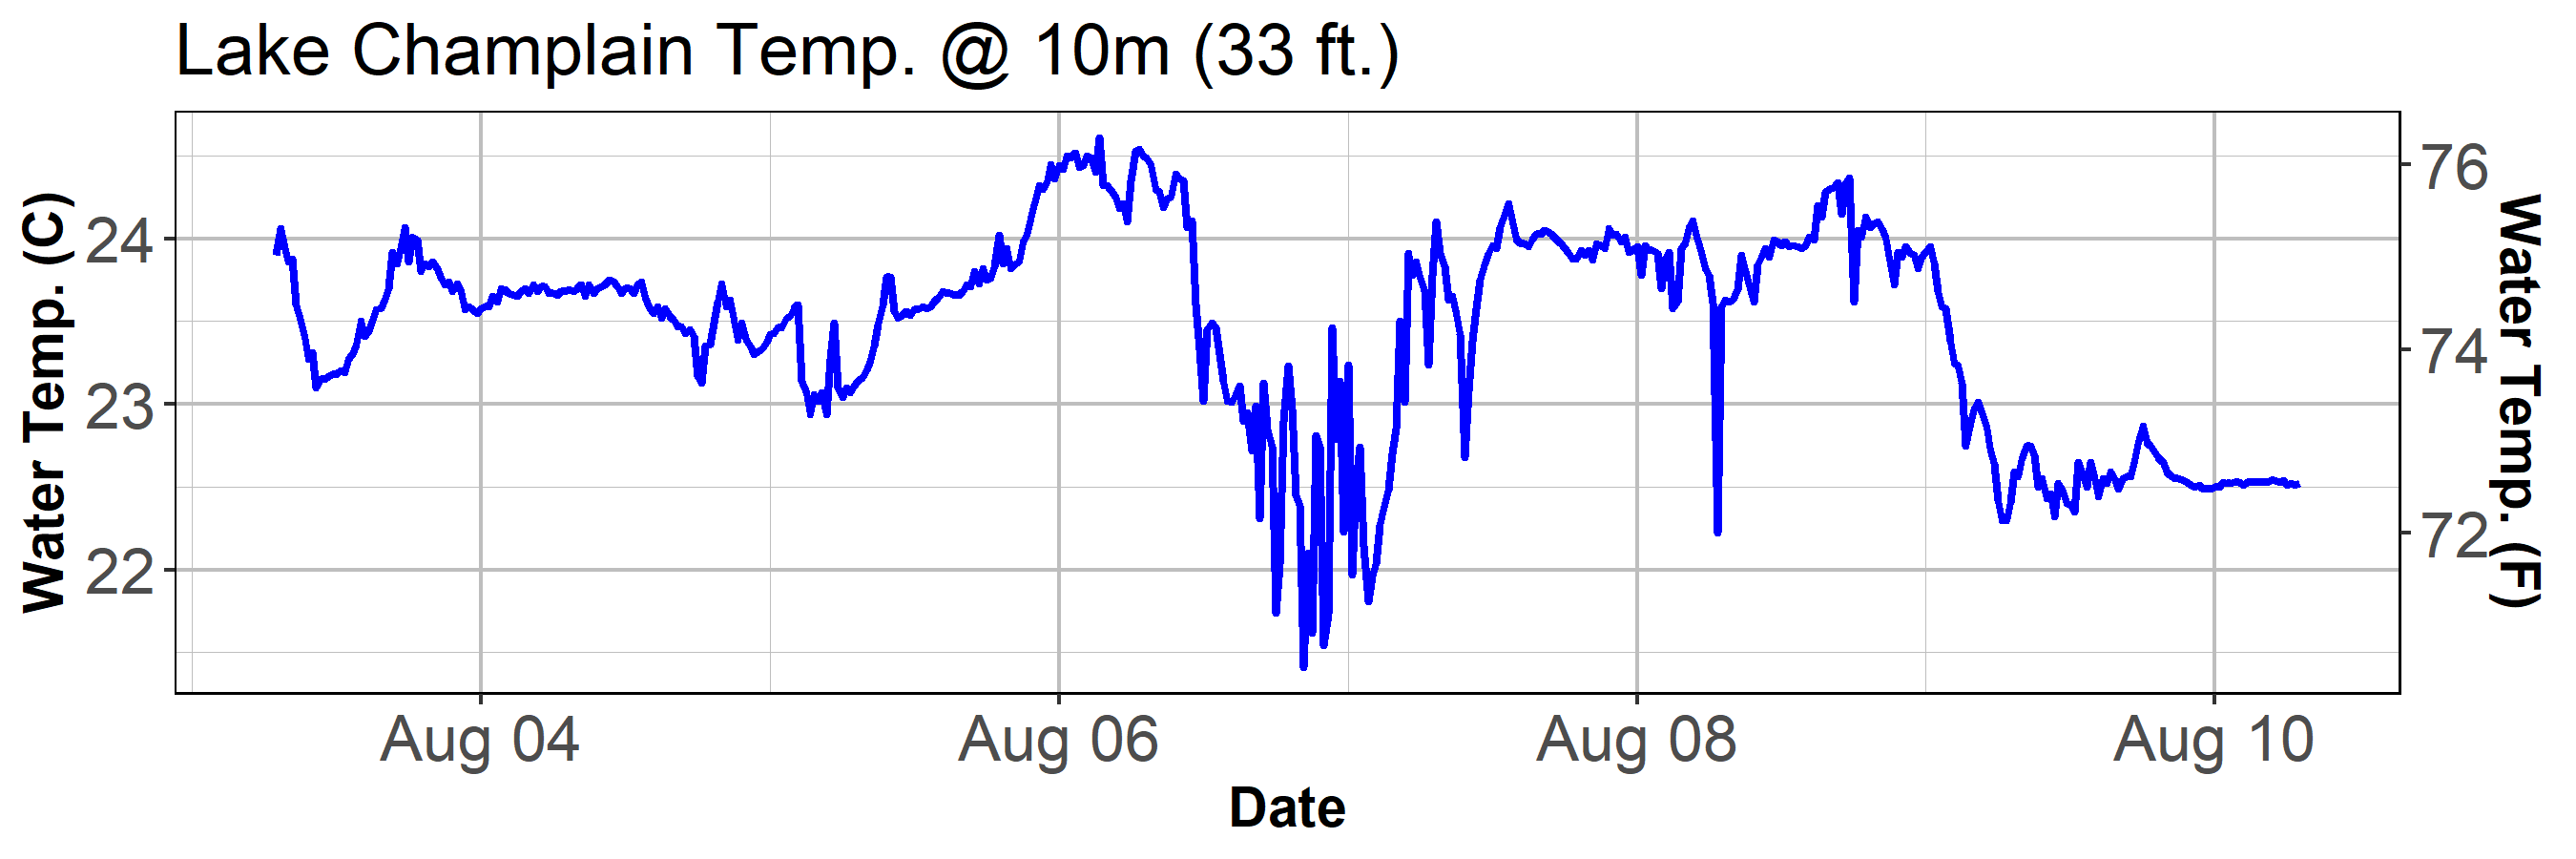 Lake Champlain Temp. @ 10m (33 ft.)
Water Temp. (C)
24
23
22
76
74
72
Water Temp. (F)
Aug 04 Aug 06 Aug 08 Aug 10
Date